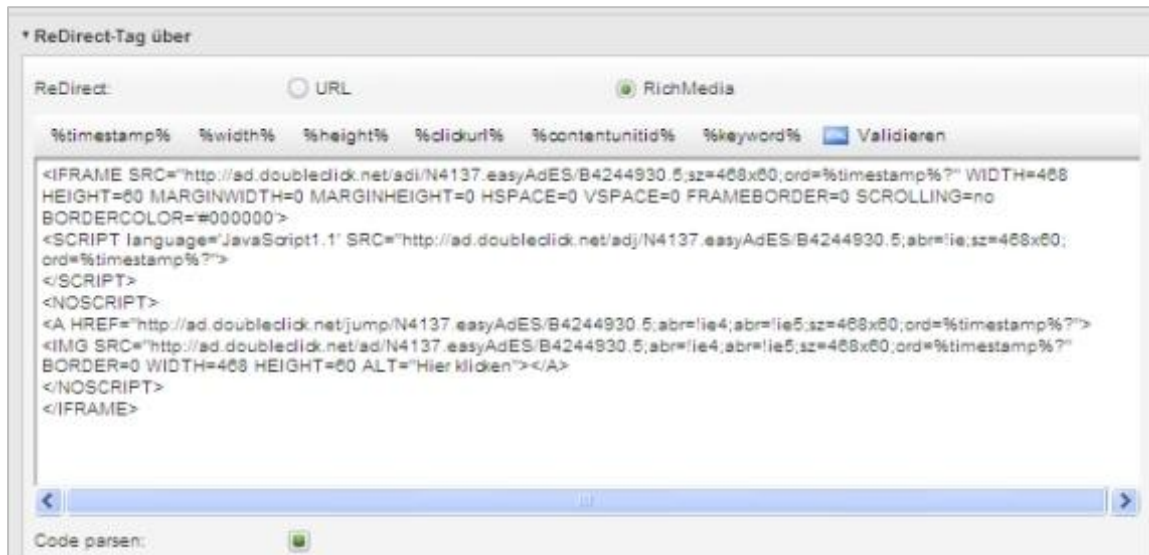 * ReDirect-Tag über
ReDirect: URL RichMedia
%timestamp% %width% %height% %clickurl% %contentunitid% %keyword% Validieren
<IFRAME SRC="http://ad.doubleclick.net/adi/N4137.easyAdES/B4244930.5;sz=468x60;ord=%timestamp%?" WIDTH=468
HEIGHT=60 MARGINWIDTH=0 MARGINHEIGHT=0 HSPACE=0 VSPACE=0 FRAMEBORDER=0 SCROLLING=no
BORDERCOLOR='#000000'>
<SCRIPT language='JavaScript1.1' SRC="http://ad.doubleclick.net/adj/N4137.easyAdES/B4244930.5;abr=!ie;sz=468x60;
ord=%timestamp%?">
</SCRIPT>
<NOSCRIPT>
<A HREF="http://ad.doubleclick.net/jump/N4137.easyAdES/B4244930.5;abr=!ie4;abr=!ie5;sz=468x60;ord=%timestamp%?">
<IMG SRC="http://ad.doubleclick.net/ad/N4137.easyAdES/B4244930.5;abr=!ie4;abr=!ie5;sz=468x60;ord=%timestamp%?"
BORDER=0 WIDTH=468 HEIGHT=60 ALT="Hier klicken"></A>
</NOSCRIPT>
</IFRAME>
Code parsen: